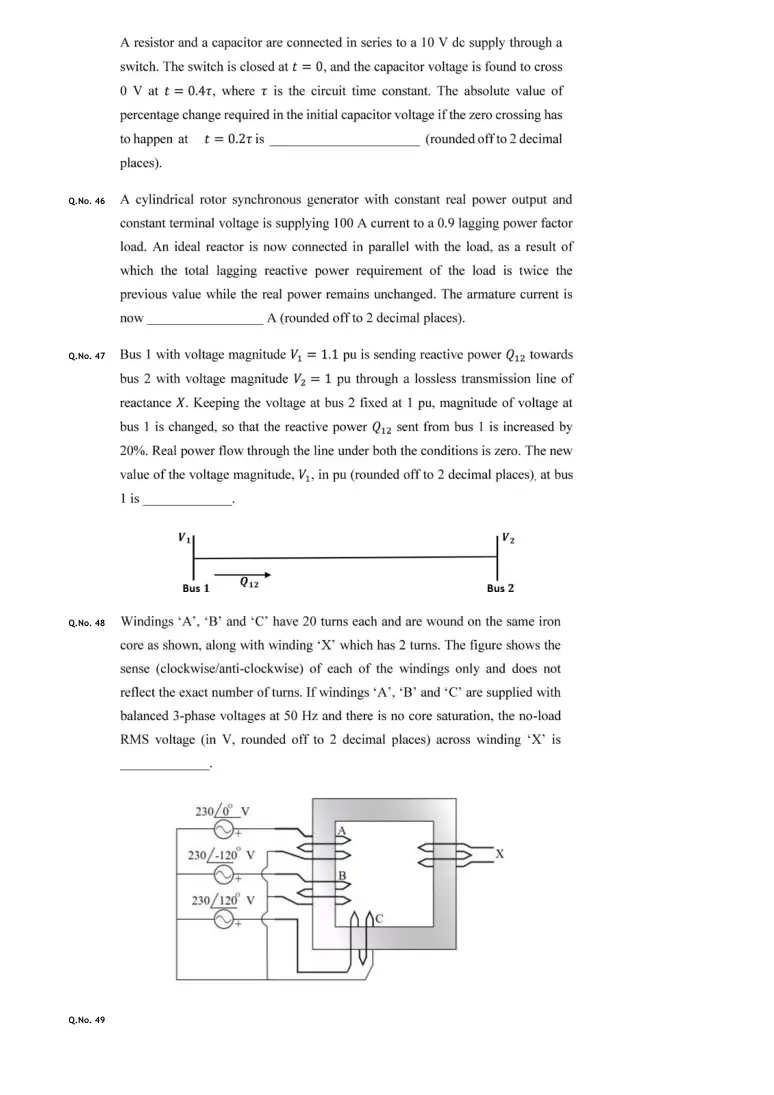 A resistor and a capacitor are connected in series to a 10 V dc supply through a
switch. The switch is closed at t = 0, and the capacitor voltage is found to cross
0 V at t = 0.4τ, where τ is the circuit time constant. The absolute value of
percentage change required in the initial capacitor voltage if the zero crossing has
to happen at t = 0.2τ is ______________________ (rounded off to 2 decimal
places).
Q.No. 46 A cylindrical rotor synchronous generator with constant real power output and
constant terminal voltage is supplying 100 A current to a 0.9 lagging power factor
load. An ideal reactor is now connected in parallel with the load, as a result of
which the total lagging reactive power requirement of the load is twice the
previous value while the real power remains unchanged. The armature current is
now _________________ A (rounded off to 2 decimal places).
Q.No. 47 Bus 1 with voltage magnitude V₁ = 1.1 pu is sending reactive power Q₁₂ towards
bus 2 with voltage magnitude V₂ = 1 pu through a lossless transmission line of
reactance X. Keeping the voltage at bus 2 fixed at 1 pu, magnitude of voltage at
bus 1 is changed, so that the reactive power Q₁₂ sent from bus 1 is increased by
20%. Real power flow through the line under both the conditions is zero. The new
value of the voltage magnitude, V₁, in pu (rounded off to 2 decimal places), at bus
1 is _____________.
V₁ V₂
Bus 1 Q₁₂ Bus 2
Q.No. 48 Windings ‘A’, ‘B’ and ‘C’ have 20 turns each and are wound on the same iron
core as shown, along with winding ‘X’ which has 2 turns. The figure shows the
sense (clockwise/anti-clockwise) of each of the windings only and does not
reflect the exact number of turns. If windings ‘A’, ‘B’ and ‘C’ are supplied with
balanced 3-phase voltages at 50 Hz and there is no core saturation, the no-load
RMS voltage (in V, rounded off to 2 decimal places) across winding ‘X’ is
_____________.
230/0° V
+
A
230/-120° V
X
+
B
230/120° V
+
C
Q.No. 49